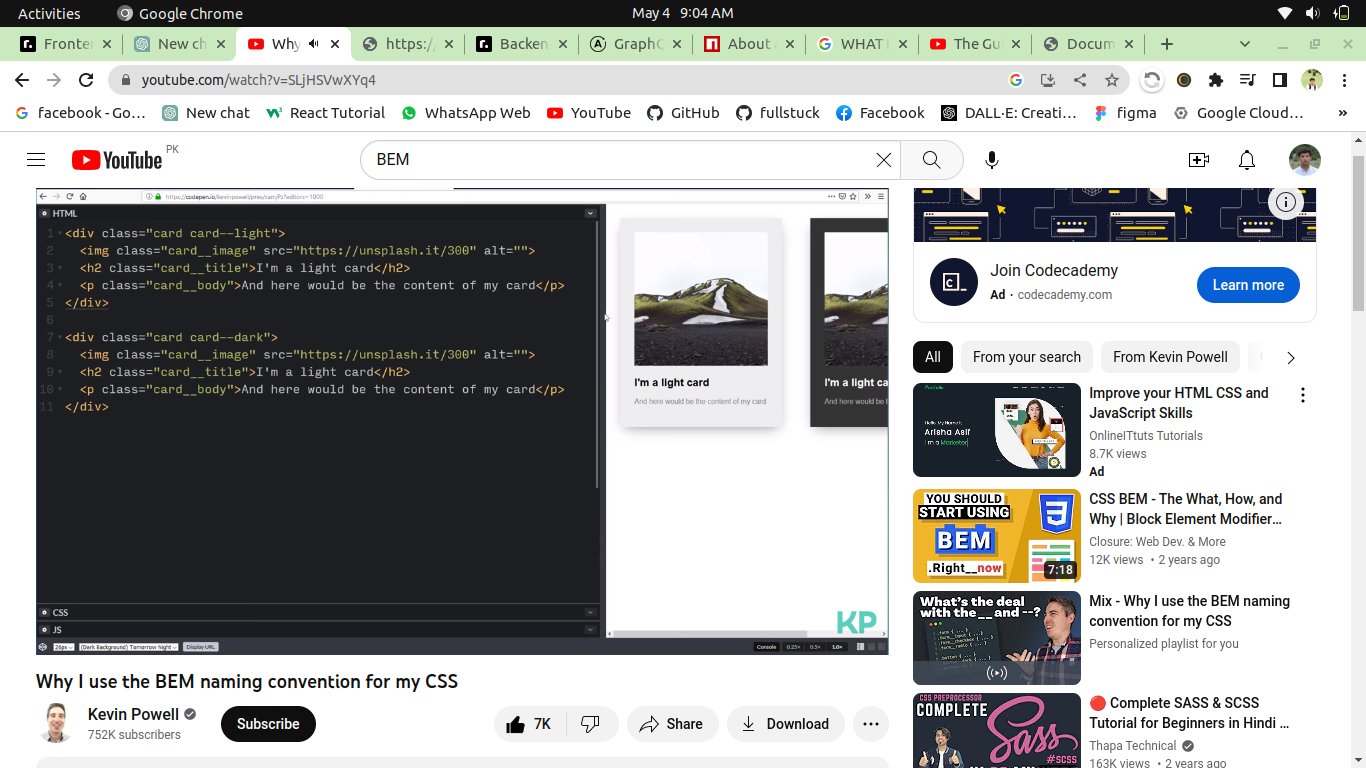 Activities
Google Chrome
May 4 9:04 AM
Fronter
New ch
Why
https:/
Backen
GraphQ
About
WHAT
The Gu
Docum
youtube.com/watch?v=SLjHSVwXYq4
facebook - Go…
New chat
React Tutorial
WhatsApp Web
YouTube
GitHub
fullstuck
Facebook
DALL·E: Creati…
figma
Google Cloud…
»
YouTube PK
BEM
https://codepen.io/kevinpowell/pres/
HTML
1 <div class="card card--light">
2 <img class="card__image" src="https://unsplash.it/300" alt="">
3 <h2 class="card__title">I'm a light card</h2>
4 <p class="card__body">And here would be the content of my card</p>
5 </div>
6
7 <div class="card card--dark">
8 <img class="card__image" src="https://unsplash.it/300" alt="">
9 <h2 class="card__title">I'm a light card</h2>
10 <p class="card__body">And here would be the content of my card</p>
11 </div>
I'm a light card
And here would be the content of my card
I'm a light ca
And here would be t
CSS
JS
KP
26px
(Dark Background) Tomorrow Night
Display URL
Console
0.25x
0.5x
1.0x
Why I use the BEM naming convention for my CSS
Kevin Powell
752K subscribers
Subscribe
7K
Share
Download
Join Codecademy
Ad · codecademy.com
Learn more
All
From your search
From Kevin Powell
Portfolio
Hello, My Name is
Arisha Asif
I'm a Marketer
Improve your HTML CSS and
JavaScript Skills
OnlineITtuts Tutorials
8.7K views
Ad
YOU SHOULD
START USING
BEM
.Right__now
7:18
CSS BEM - The What, How, and
Why | Block Element Modifier…
Closure: Web Dev. & More
12K views • 2 years ago
What's the deal
with the __ and --?
.form { ... }
.form__input { ... }
.form__checkbox { ... }
.form__radio { ... }
.button { ... }
Mix - Why I use the BEM naming
convention for my CSS
Personalized playlist for you
CSS PREPROCESSOR
COMPLETE
Sass
#SCSS
Complete SASS & SCSS
Tutorial for Beginners in Hindi …
Thapa Technical
163K views • 2 years ago